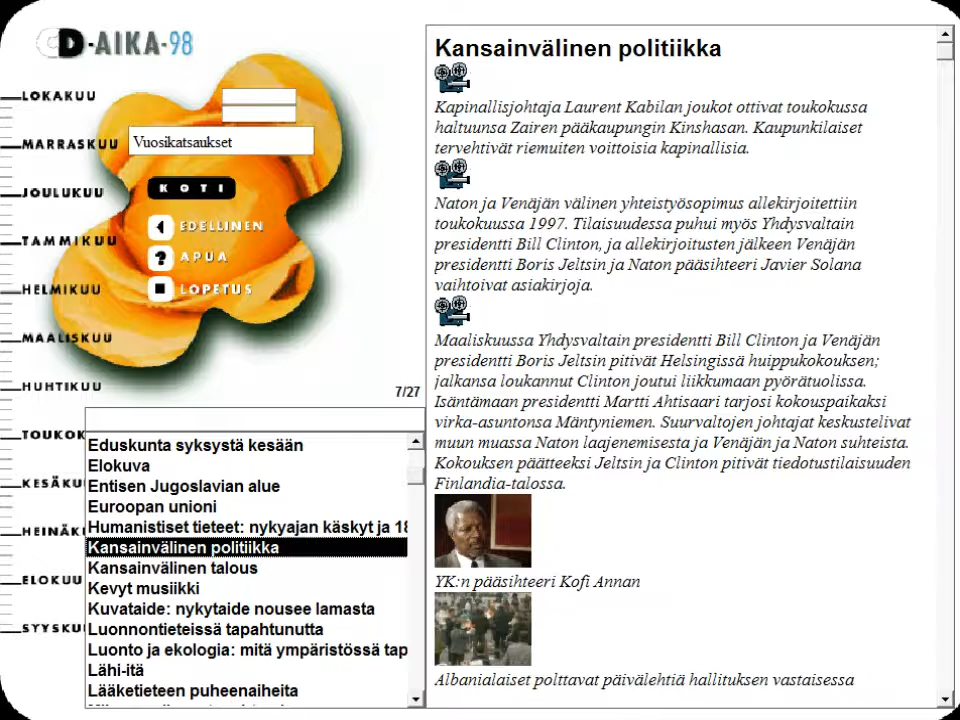 CD-AIKA-98
LOKAKUU
MARRASKUU
JOULUKUU
TAMMIKUU
HELMIKUU
MAALISKUU
HUHTIKUU
TOUKOK
KESÄKU
HEINÄK
ELOKUU
SYYSKU
Vuosikatsaukset
KOTI
EDELLINEN
?
APUA
LOPETUS
7/27
Eduskunta syksystä kesään
Elokuva
Entisen Jugoslavian alue
Euroopan unioni
Humanistiset tieteet: nykyajan käskyt ja 18
Kansainvälinen politiikka
Kansainvälinen talous
Kevyt musiikki
Kuvataide: nykytaide nousee lamasta
Luonnontieteissä tapahtunutta
Luonto ja ekologia: mitä ympäristössä tap
Lähi-itä
Lääketieteen puheenaiheita
Kansainvälinen politiikka
Kapinallisjohtaja Laurent Kabilan joukot ottivat toukokussa
haltuunsa Zairen pääkaupungin Kinshasan. Kaupunkilaiset
tervehtivät riemuiten voittoisia kapinallisia.
Naton ja Venäjän välinen yhteistyösopimus allekirjoitettiin
toukokuussa 1997. Tilaisuudessa puhui myös Yhdysvaltain
presidentti Bill Clinton, ja allekirjoitusten jälkeen Venäjän
presidentti Boris Jeltsin ja Naton pääsihteeri Javier Solana
vaihtoivat asiakirjoja.
Maaliskuussa Yhdysvaltain presidentti Bill Clinton ja Venäjän
presidentti Boris Jeltsin pitivät Helsingissä huippukokouksen;
jalkansa loukannut Clinton joutui liikkumaan pyörätuolissa.
Isäntämaan presidentti Martti Ahtisaari tarjosi kokouspaikaksi
virka-asuntonsa Mäntyniemen. Suurvaltojen johtajat keskustelivat
muun muassa Naton laajenemisesta ja Venäjän ja Naton suhteista.
Kokouksen päätteeksi Jeltsin ja Clinton pitivät tiedotustilaisuuden
Finlandia-talossa.
YK:n pääsihteeri Kofi Annan
Albanialaiset polttavat päivälehtiä hallituksen vastaisessa